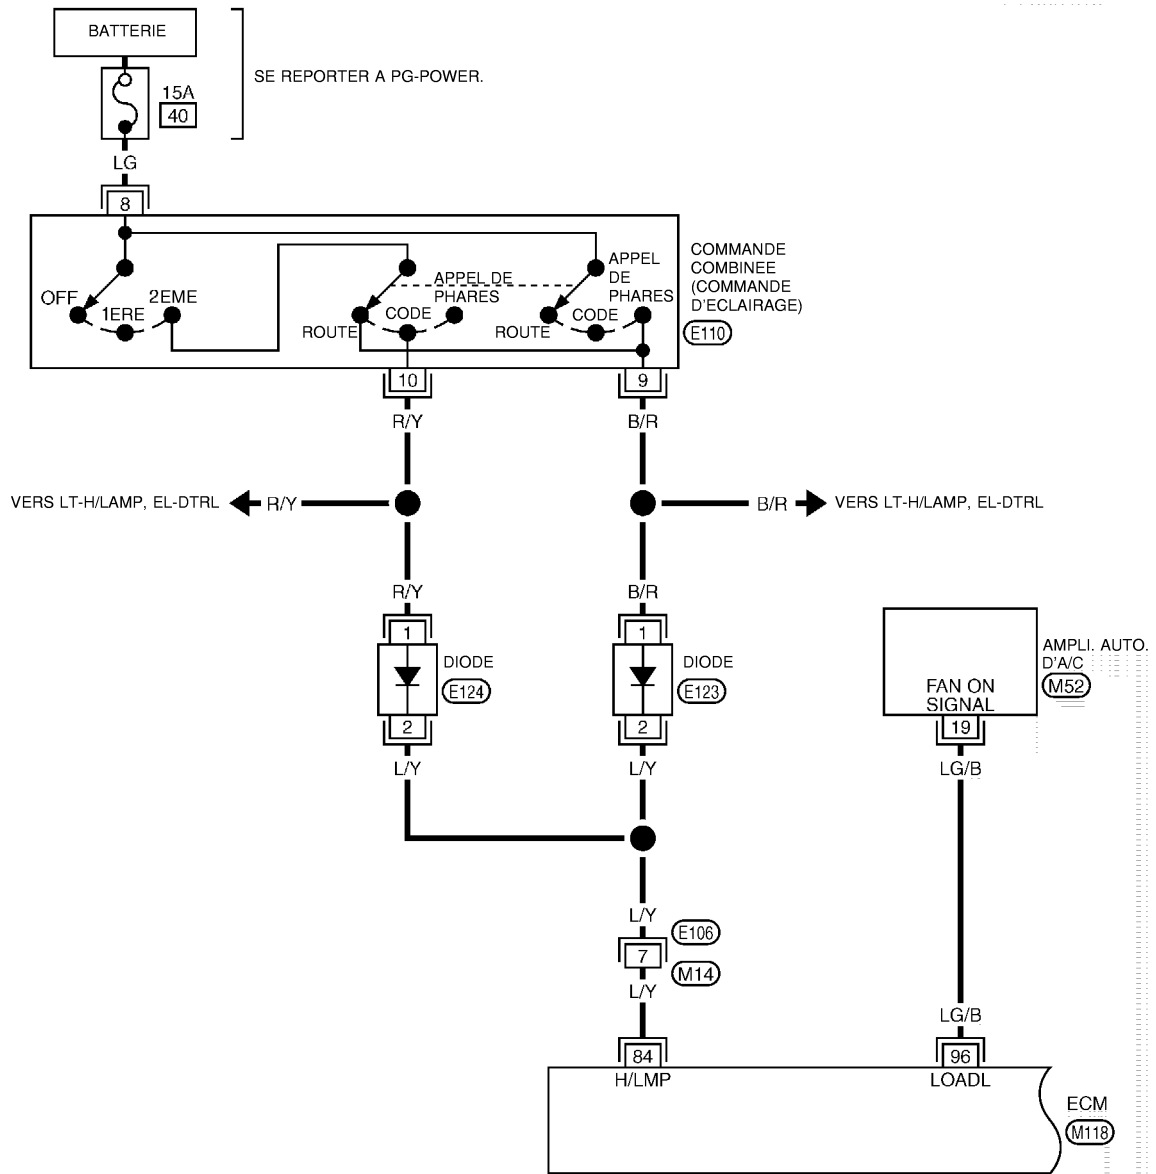 BATTERIE
SE REPORTER A PG-POWER.
15A
40
LG
8
OFF
1ERE
2EME
ROUTE
CODE
APPEL DE
PHARES
ROUTE
CODE
APPEL
DE
PHARES
COMMANDE
COMBINEE
(COMMANDE
D'ECLAIRAGE)
E110
10
9
R/Y
B/R
VERS LT-H/LAMP, EL-DTRL
R/Y
B/R
VERS LT-H/LAMP, EL-DTRL
R/Y
B/R
1
1
DIODE
E124
DIODE
E123
2
2
L/Y
L/Y
FAN ON
SIGNAL
AMPLI. AUTO.
D'A/C
M52
19
LG/B
L/Y
E106
7
M14
L/Y
LG/B
84
96
H/LMP
LOADL
ECM
M118